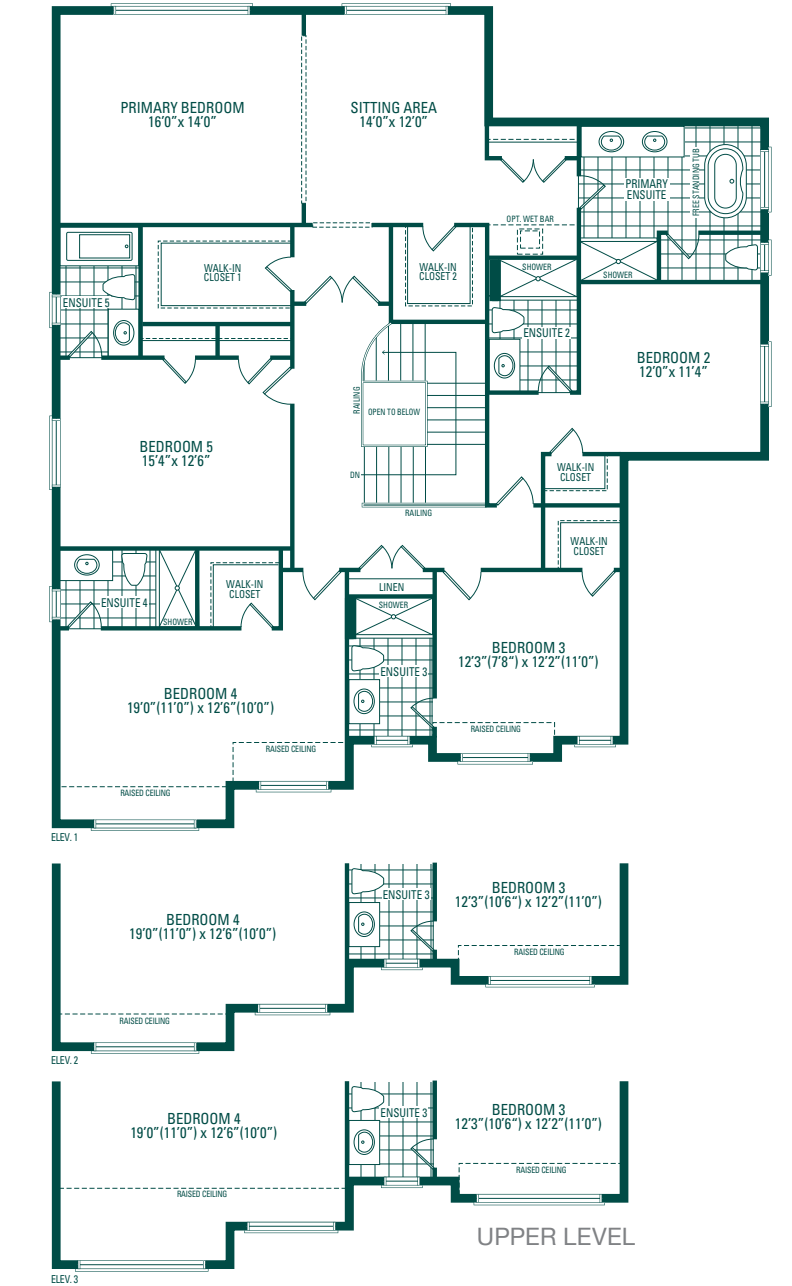 PRIMARY BEDROOM
16'0"x 14'0"
SITTING AREA
14'0"x 12'0"
PRIMARY
ENSUITE
FREE STANDING TUB
OPT. WET BAR
SHOWER
SHOWER
WALK-IN
CLOSET 1
WALK-IN
CLOSET 2
ENSUITE 5
ENSUITE 2
BEDROOM 2
12'0"x 11'4"
RAILING
OPEN TO BELOW
BEDROOM 5
15'4"x 12'6"
DN
WALK-IN
CLOSET
RAILING
WALK-IN
CLOSET
LINEN
WALK-IN
CLOSET
ENSUITE 4
SHOWER
SHOWER
BEDROOM 3
12'3"(7'8") x 12'2"(11'0")
ENSUITE 3
BEDROOM 4
19'0"(11'0") x 12'6"(10'0")
RAISED CEILING
RAISED CEILING
RAISED CEILING
ELEV. 1
BEDROOM 3
12'3"(10'6") x 12'2"(11'0")
ENSUITE 3
BEDROOM 4
19'0"(11'0") x 12'6"(10'0")
RAISED CEILING
RAISED CEILING
ELEV. 2
BEDROOM 3
12'3"(10'6") x 12'2"(11'0")
ENSUITE 3
BEDROOM 4
19'0"(11'0") x 12'6"(10'0")
RAISED CEILING
RAISED CEILING
UPPER LEVEL
ELEV. 3